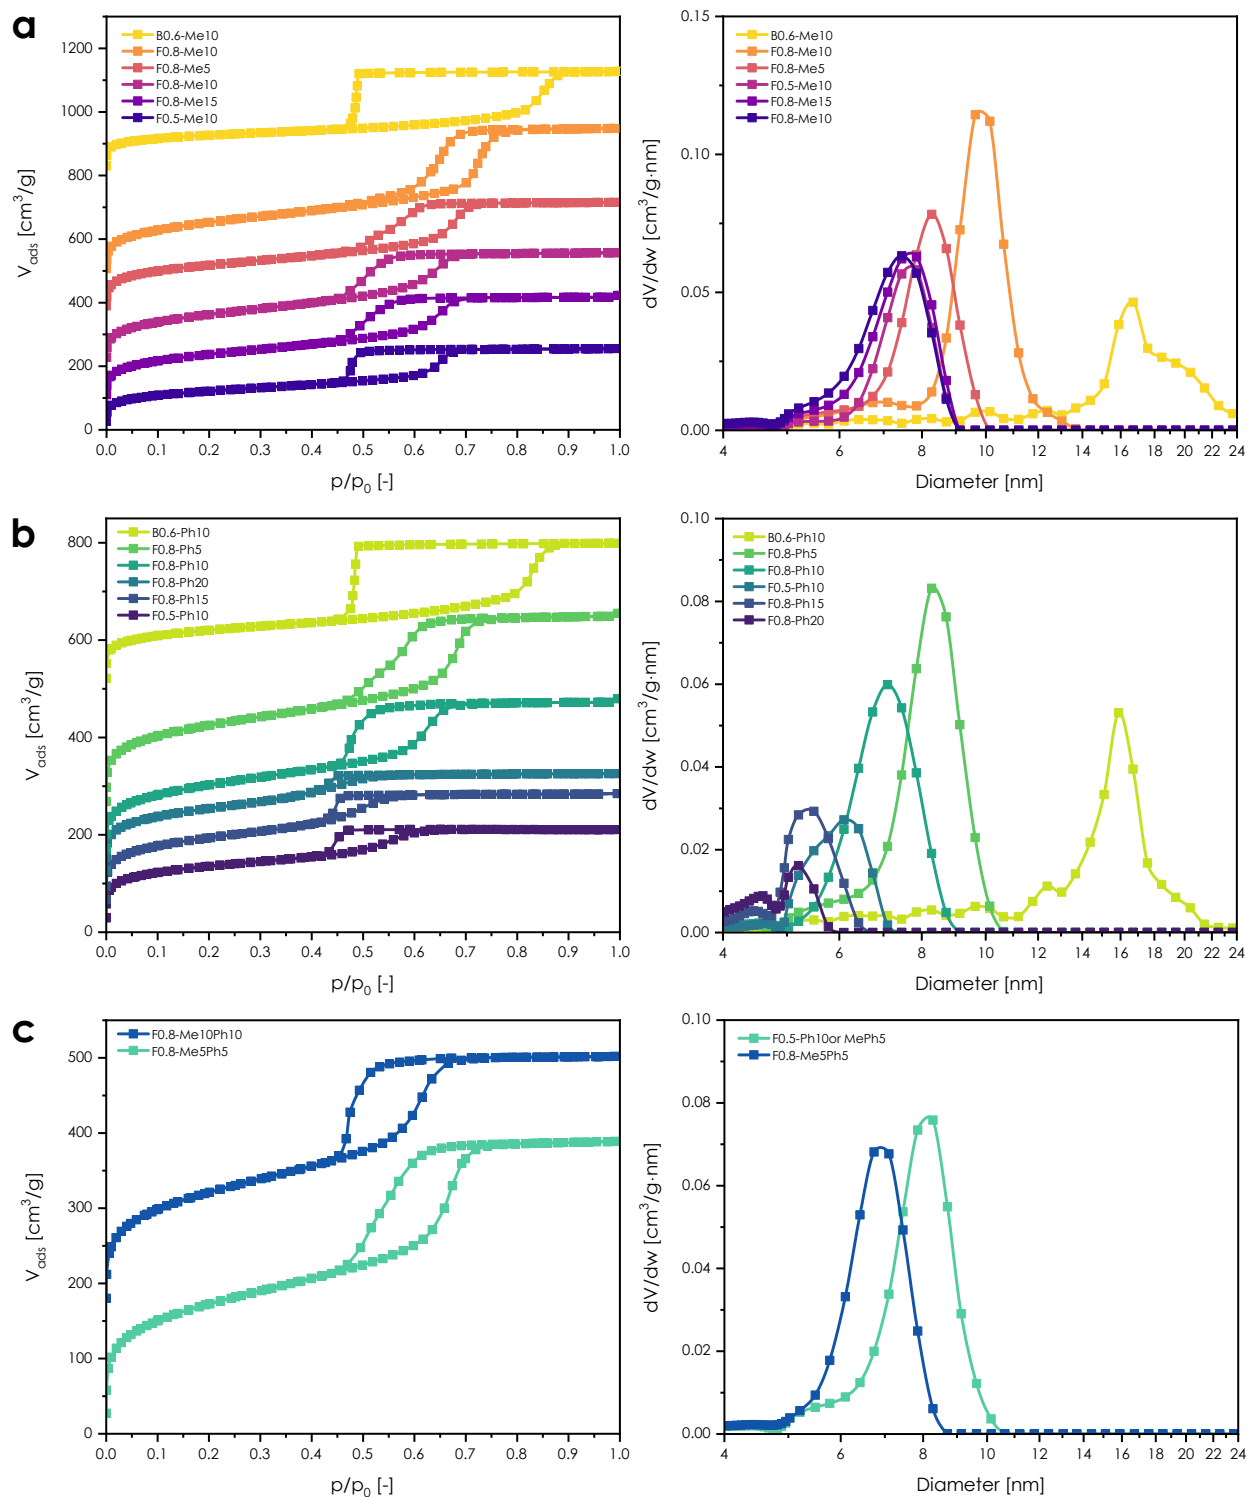 a
B0.6-Me10
F0.8-Me10
F0.8-Me5
F0.8-Me10
F0.8-Me15
F0.5-Me10
1200
1000
800
600
400
200
0
V_ads [cm³/g]
0.0 0.1 0.2 0.3 0.4 0.5 0.6 0.7 0.8 0.9 1.0
p/p₀ [-]
B0.6-Me10
F0.8-Me10
F0.8-Me5
F0.5-Me10
F0.8-Me15
F0.8-Me10
0.15
0.10
0.05
0.00
dV/dw [cm³/g·nm]
4 6 8 10 12 14 16 18 20 22 24
Diameter [nm]
b
B0.6-Ph10
F0.8-Ph5
F0.8-Ph10
F0.8-Ph20
F0.8-Ph15
F0.5-Ph10
800
600
400
200
0
V_ads [cm³/g]
0.0 0.1 0.2 0.3 0.4 0.5 0.6 0.7 0.8 0.9 1.0
p/p₀ [-]
B0.6-Ph10
F0.8-Ph5
F0.8-Ph10
F0.5-Ph10
F0.8-Ph15
F0.8-Ph20
0.10
0.08
0.06
0.04
0.02
0.00
dV/dw [cm³/g·nm]
4 6 8 10 12 14 16 18 20 22 24
Diameter [nm]
c
F0.8-Me10Ph10
F0.8-Me5Ph5
500
400
300
200
100
0
V_ads [cm³/g]
0.0 0.1 0.2 0.3 0.4 0.5 0.6 0.7 0.8 0.9 1.0
p/p₀ [-]
F0.5-Ph10or MePh5
F0.8-Me5Ph5
0.10
0.08
0.06
0.04
0.02
0.00
dV/dw [cm³/g·nm]
4 6 8 10 12 14 16 18 20 22 24
Diameter [nm]